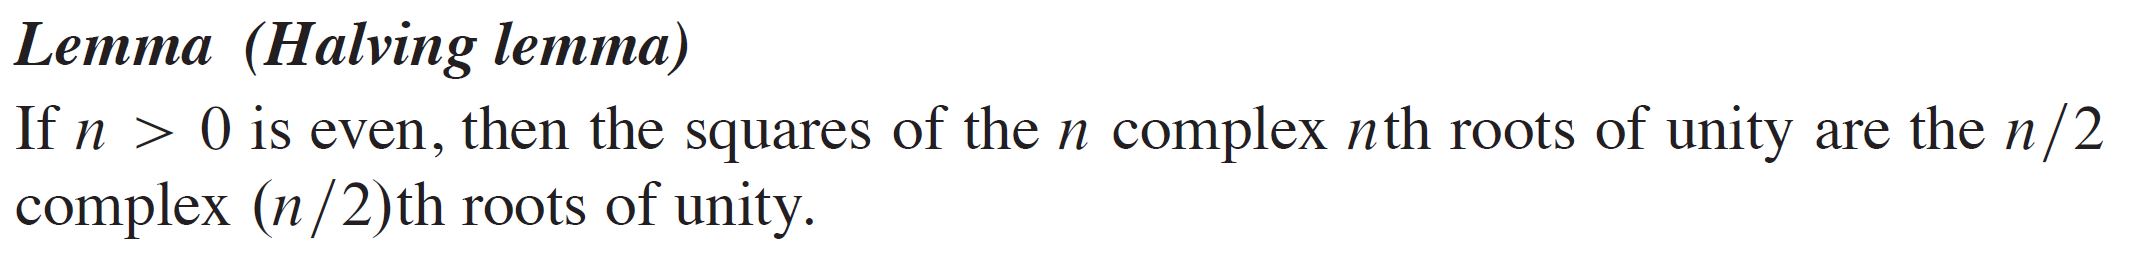 Lemma (Halving lemma)
If n > 0 is even, then the squares of the n complex nth roots of unity are the n/2
complex (n/2)th roots of unity.